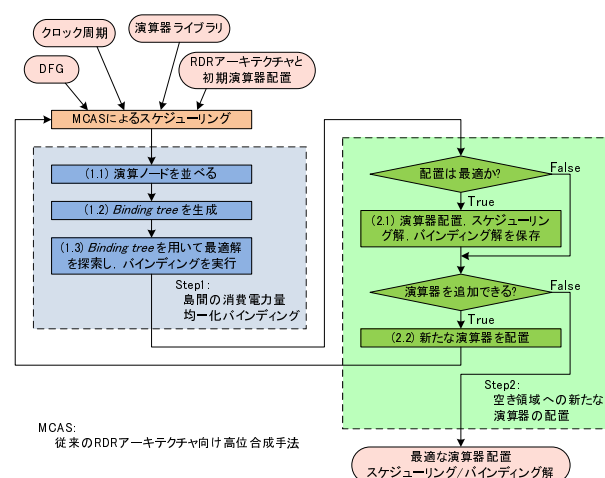 クロック周期
演算器ライブラリ
DFG
RDRアーキテクチャと
初期演算器配置
MCASによるスケジューリング
(1.1) 演算ノードを並べる
(1.2) Binding treeを生成
(1.3) Binding treeを用いて最適解
を探索し, バインディングを実行
Step1:
島間の消費電力量
均一化バインディング
配置は最適か?
False
True
(2.1) 演算器配置, スケジューリン
グ解, バインディング解を保存
演算器を追加できる?
False
True
(2.2) 新たな演算器を配置
Step2:
空き領域への新たな
演算器の配置
MCAS:
従来のRDRアーキテクチャ向け高位合成手法
最適な演算器配置
スケジューリング/バインディング解